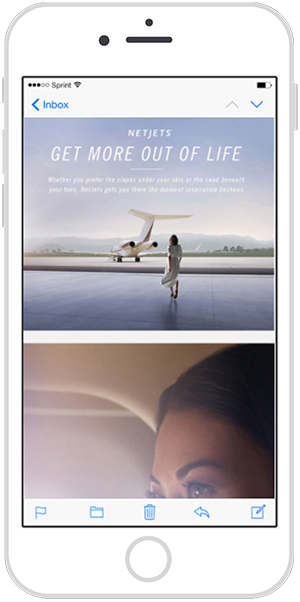 Sprint
Inbox
NETJETS
GET MORE OUT OF LIFE
Whether you prefer the slopes under your skis or the sand beneath
your toes, NetJets gets you there the moment inspiration beckons.